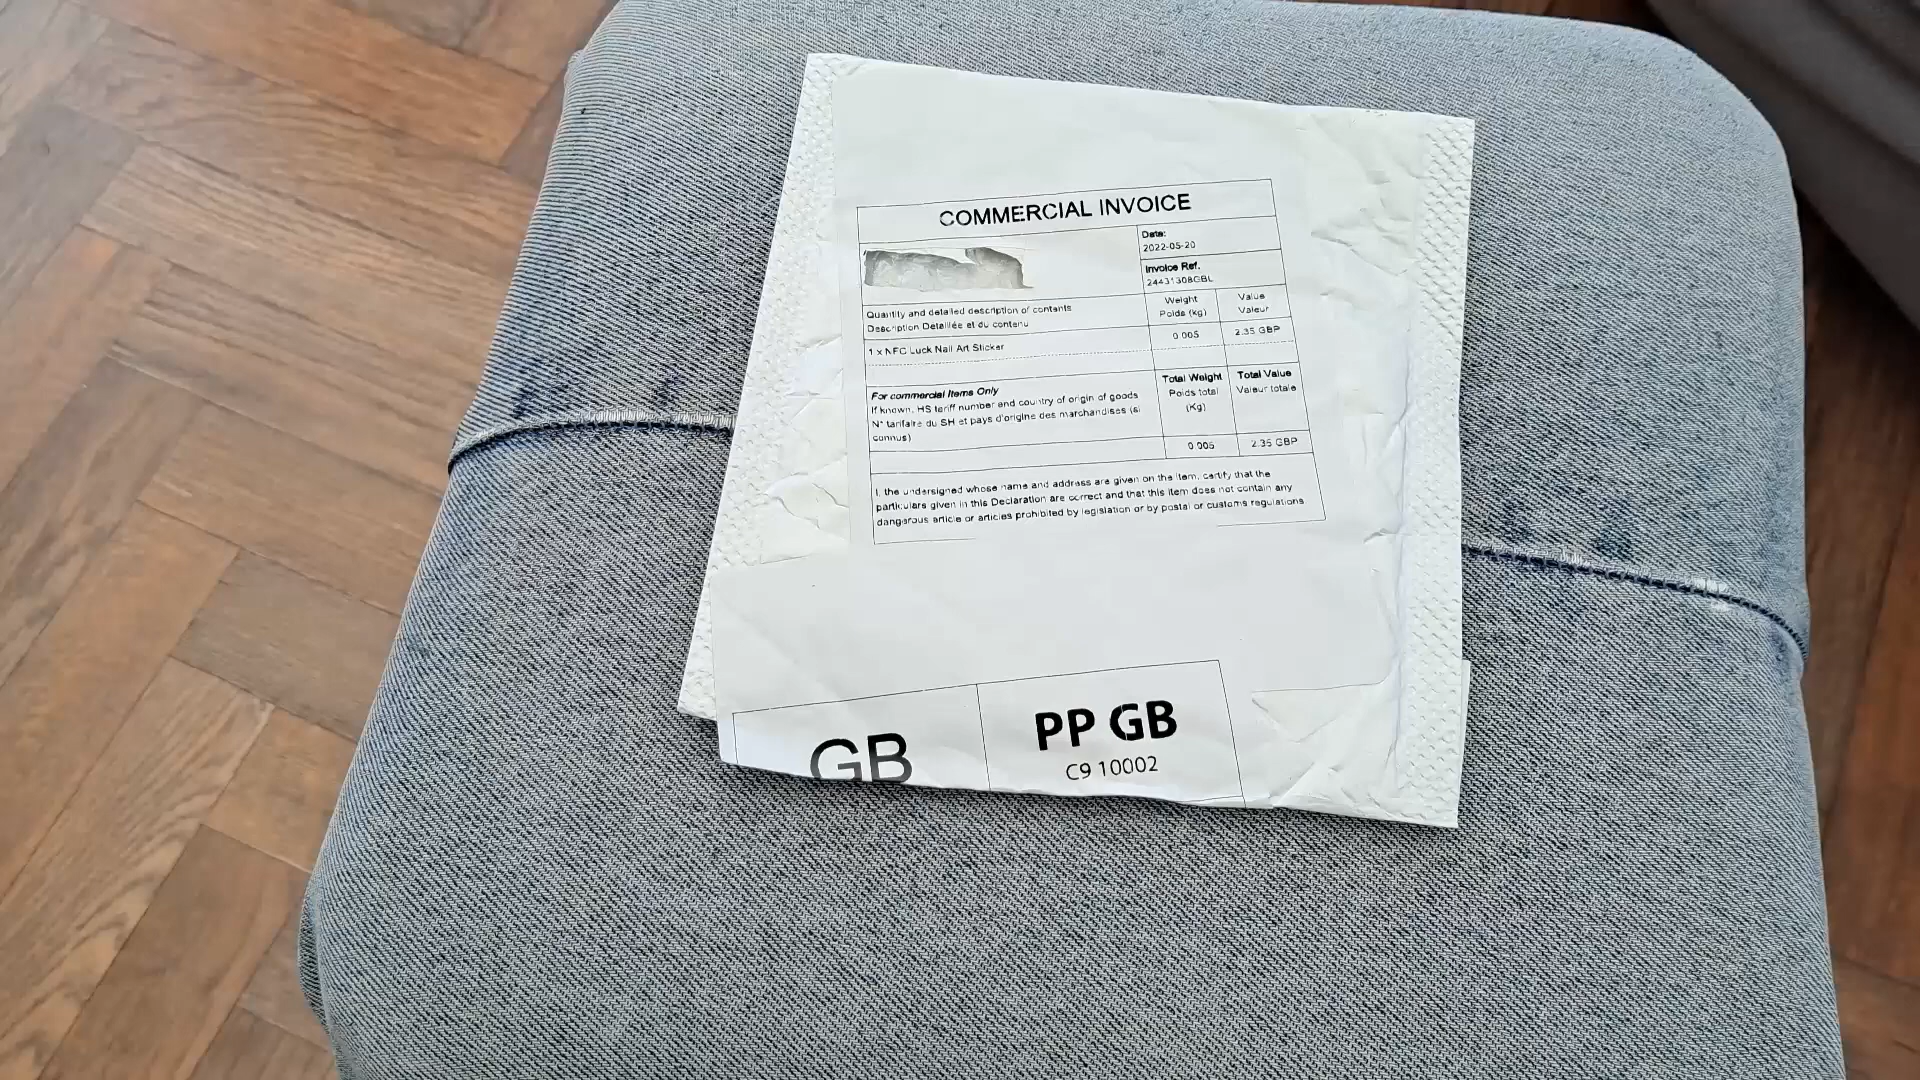 COMMERCIAL INVOICE
Date:
2022-05-20
Invoice Ref.
24431308GBL
Quantity and detailed description of contents
Description Detaillée et du contenu
Weight
Poids (kg)
Value
Valeur
1 x NFC Luck Nail Art Sticker
0.005
2.35 GBP
For commercial Items Only
If known, HS tariff number and country of origin of goods
N° tarifaire du SH et pays d'origine des marchandises (si
connus)
Total Weight
Poids total
(Kg)
Total Value
Valeur totale
0.005
2.35 GBP
I, the undersigned whose name and address are given on the item, certify that the
particulars given in this Declaration are correct and that this item does not contain any
dangerous article or articles prohibited by legislation or by postal or customs regulations
GB
PP GB
C9 10002